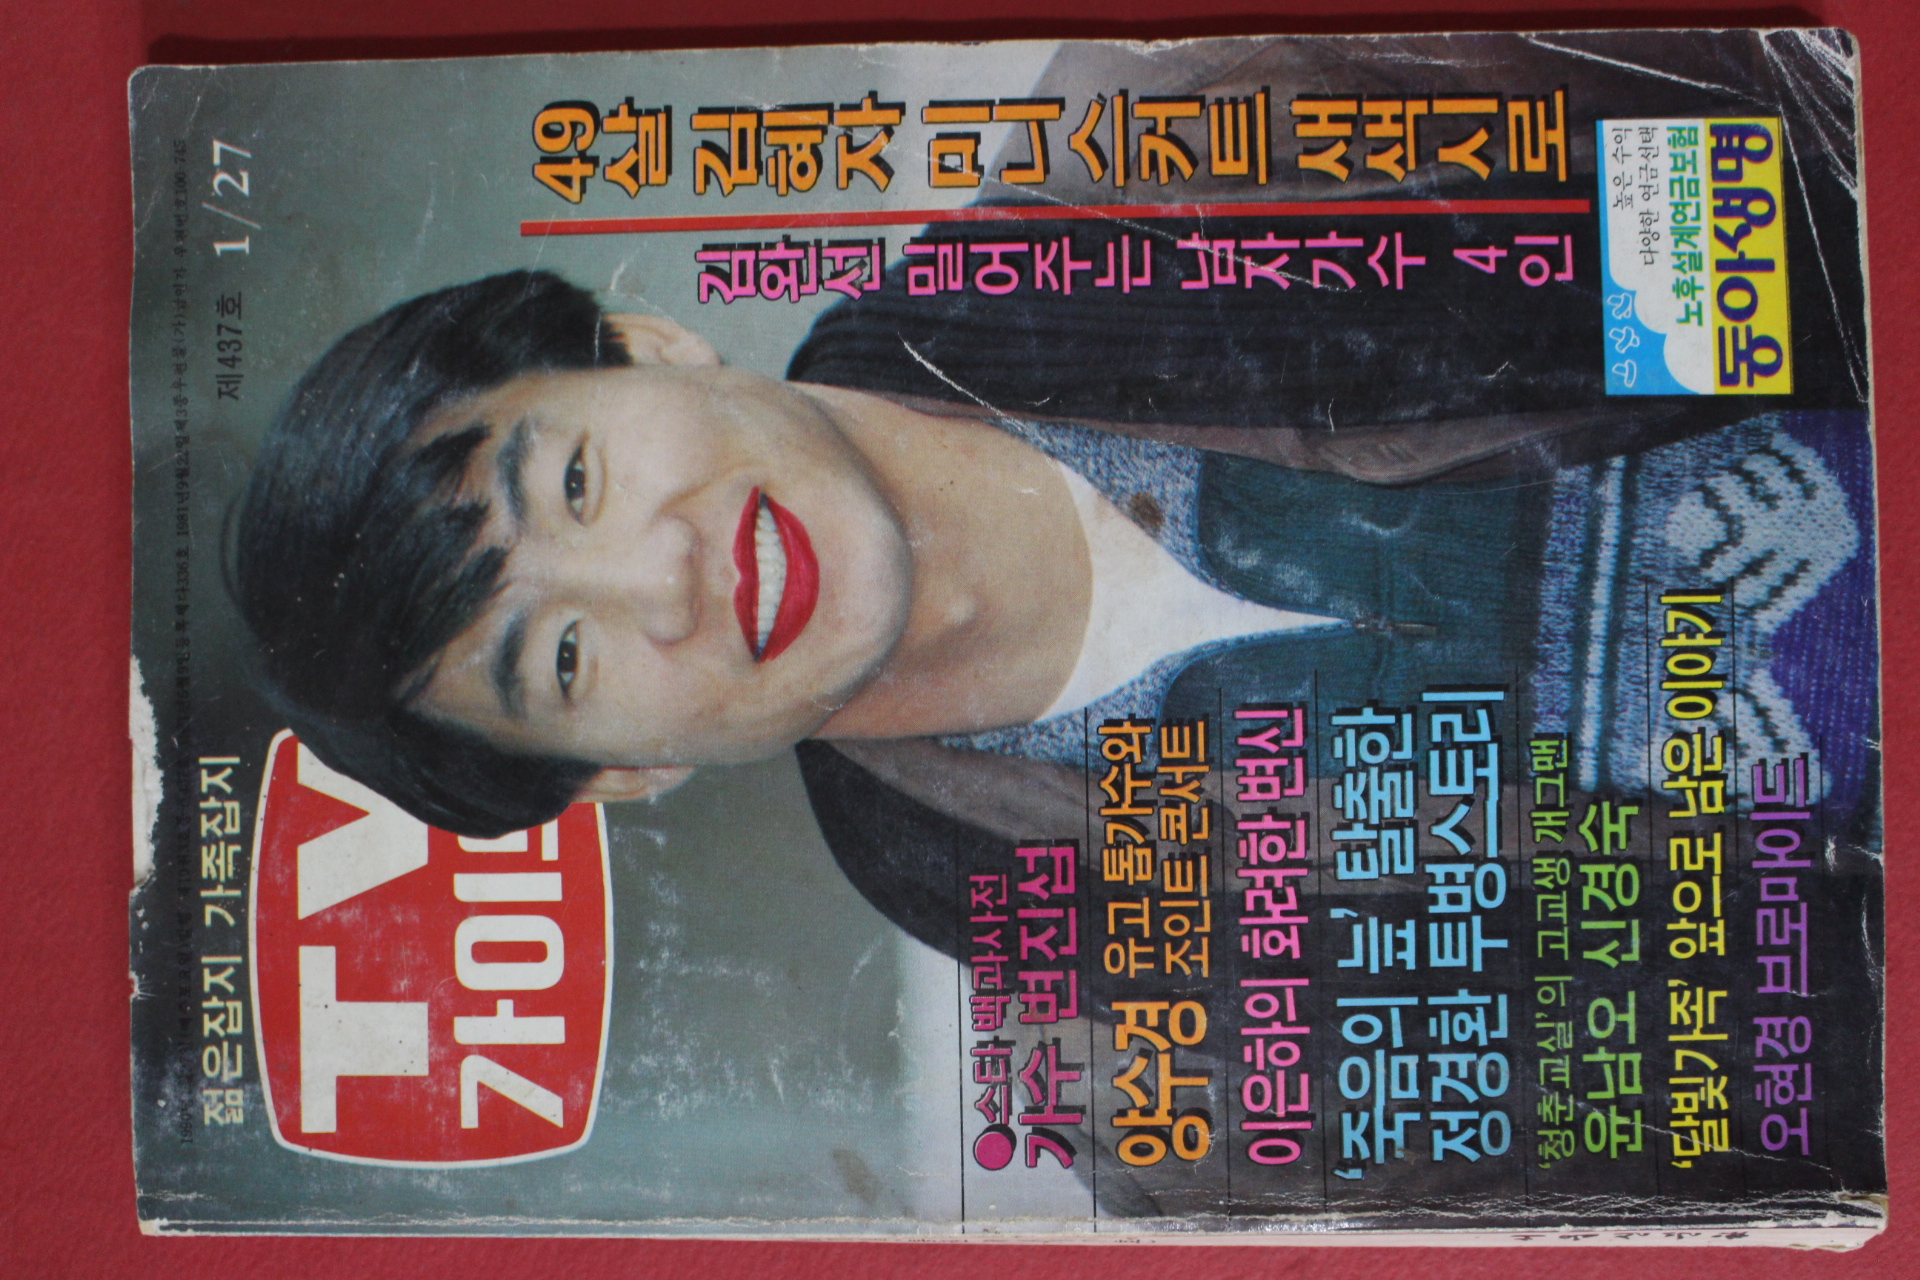 젊은잡지 가족잡지
제437호 1/27
TV
가이드
49살 김혜자 미니스커트 새색시로
김완선 밀어주는 남자가수 4인
●스타 백과사전
가수 변진섭
양수경 유고 톱가수와
조인트 콘서트
이은하의 화려한 변신
'죽음의 늪' 탈출한
정경환 투병스토리
'청춘교실'의 고교생 개그맨
윤남오 신경숙
'달빛가족' 앞으로 남은 이야기
오현경 브로마이드
높은 수익
다양한 연금선택
노후설계연금보험
동아생명